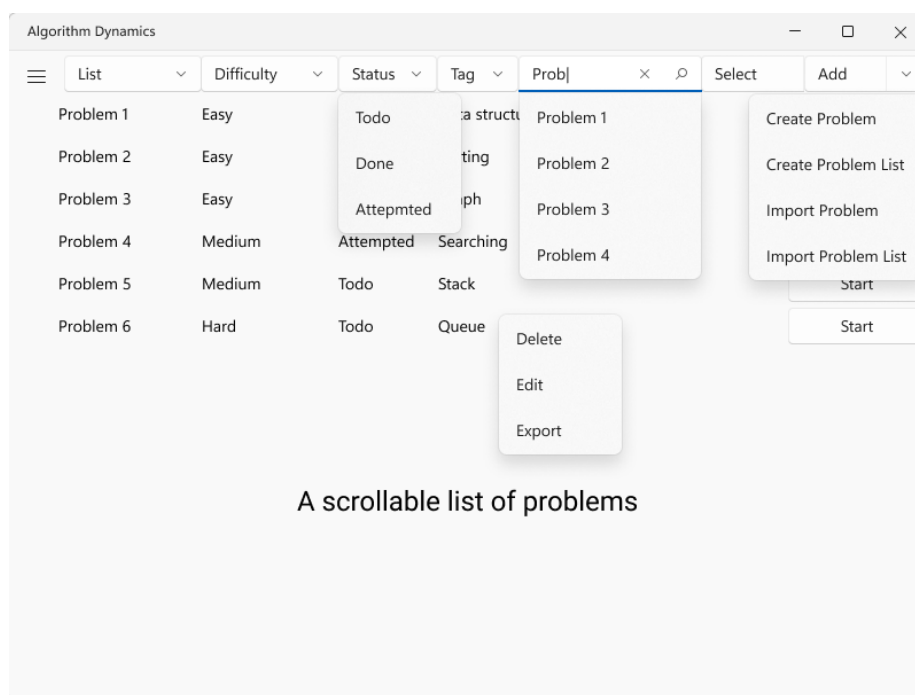 Algorithm Dynamics
List Difficulty Status Tag Prob Select Add
Problem 1 Easy structu
Problem 2 Easy
Problem 3 Easy
Problem 4 Medium Attempted Searching
Problem 5 Medium Todo Stack Start
Problem 6 Hard Todo Queue Start
Todo
Done
Attepmted
Problem 1
Problem 2
Problem 3
Problem 4
Create Problem
Create Problem List
Import Problem
Import Problem List
Delete
Edit
Export
A scrollable list of problems